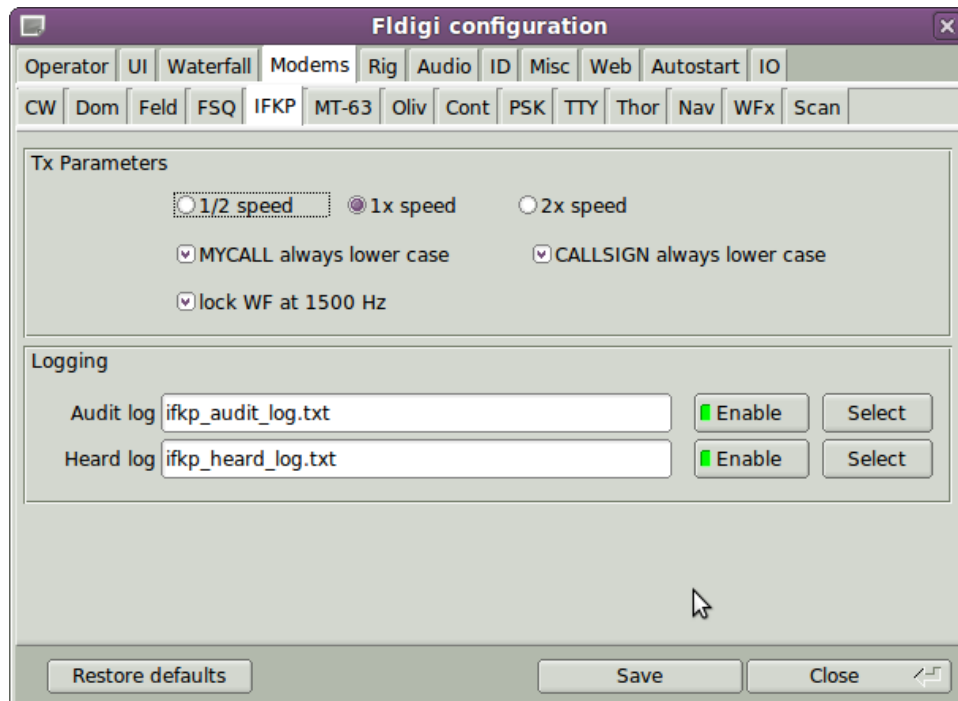 Fldigi configuration
Operator UI Waterfall Modems Rig Audio ID Misc Web Autostart IO
CW Dom Feld FSQ IFKP MT-63 Oliv Cont PSK TTY Thor Nav WFx Scan
Tx Parameters
1/2 speed 1x speed 2x speed
MYCALL always lower case CALLSIGN always lower case
lock WF at 1500 Hz
Logging
Audit log ifkp_audit_log.txt Enable Select
Heard log ifkp_heard_log.txt Enable Select
Restore defaults Save Close